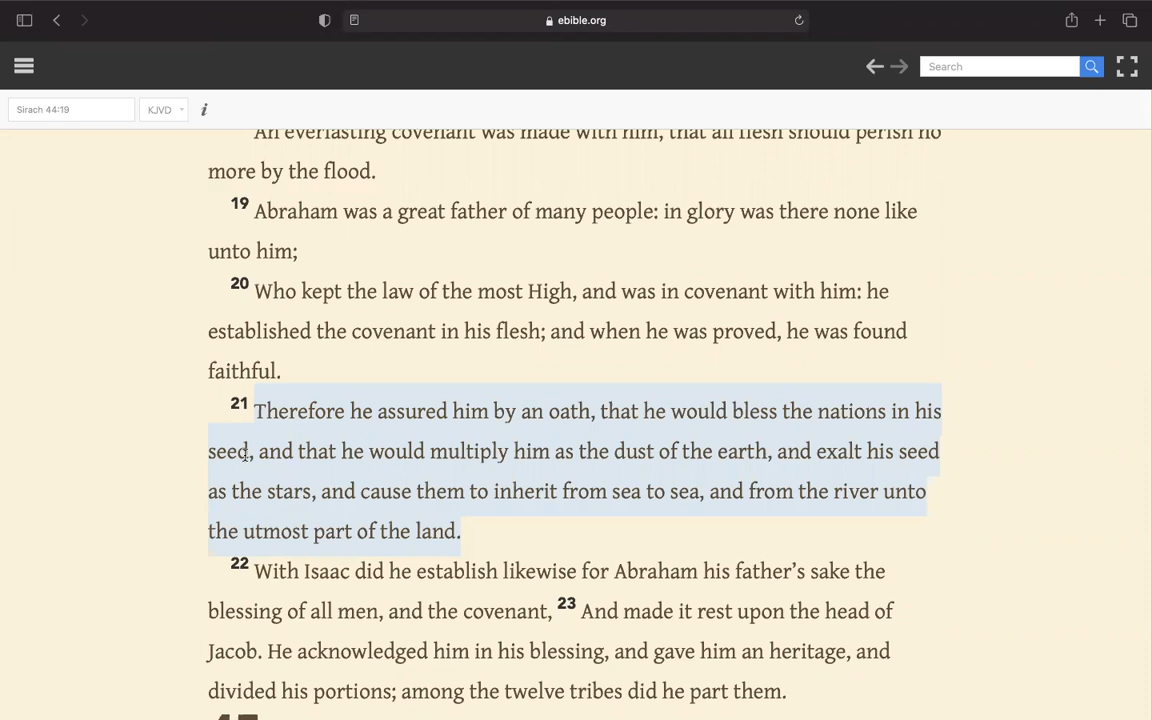 ebible.org
Search
Sirach 44:19
KJVD
i
An everlasting covenant was made with him, that all flesh should perish no
more by the flood.
19 Abraham was a great father of many people: in glory was there none like
unto him;
20 Who kept the law of the most High, and was in covenant with him: he
established the covenant in his flesh; and when he was proved, he was found
faithful.
21 Therefore he assured him by an oath, that he would bless the nations in his
seed, and that he would multiply him as the dust of the earth, and exalt his seed
as the stars, and cause them to inherit from sea to sea, and from the river unto
the utmost part of the land.
22 With Isaac did he establish likewise for Abraham his father’s sake the
blessing of all men, and the covenant, 23 And made it rest upon the head of
Jacob. He acknowledged him in his blessing, and gave him an heritage, and
divided his portions; among the twelve tribes did he part them.